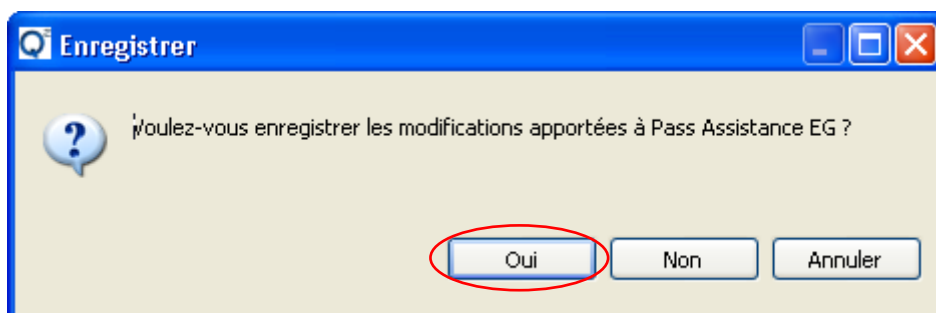 Enregistrer
Voulez-vous enregistrer les modifications apportées à Pass Assistance EG ?
Oui
Non
Annuler